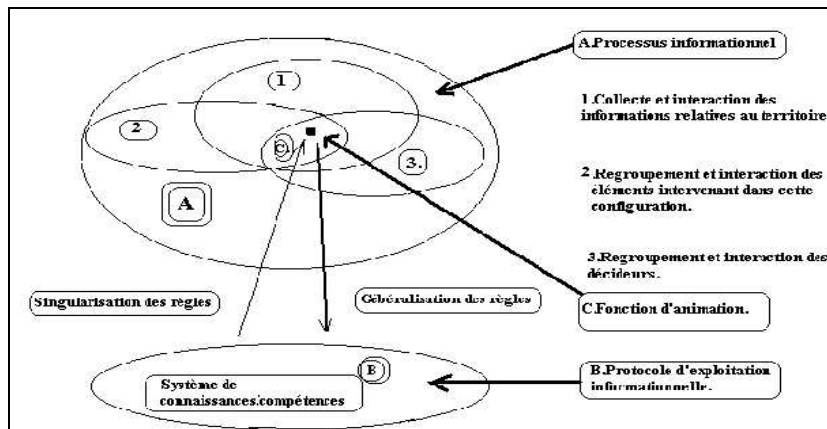 A.Processus informationnel
1
1.Collecte et interaction des
informations relatives au territoire
2
C.
3.
2.Regroupement et interaction des
éléments intervenant dans cette
configuration.
A
3.Regroupement et interaction des
décideurs.
Singularisation des règles
Gébéralisation des règles
C.Fonction d'animation.
B
B.Protocole d'exploitation
informationnelle.
Système de
connaissances/compétences